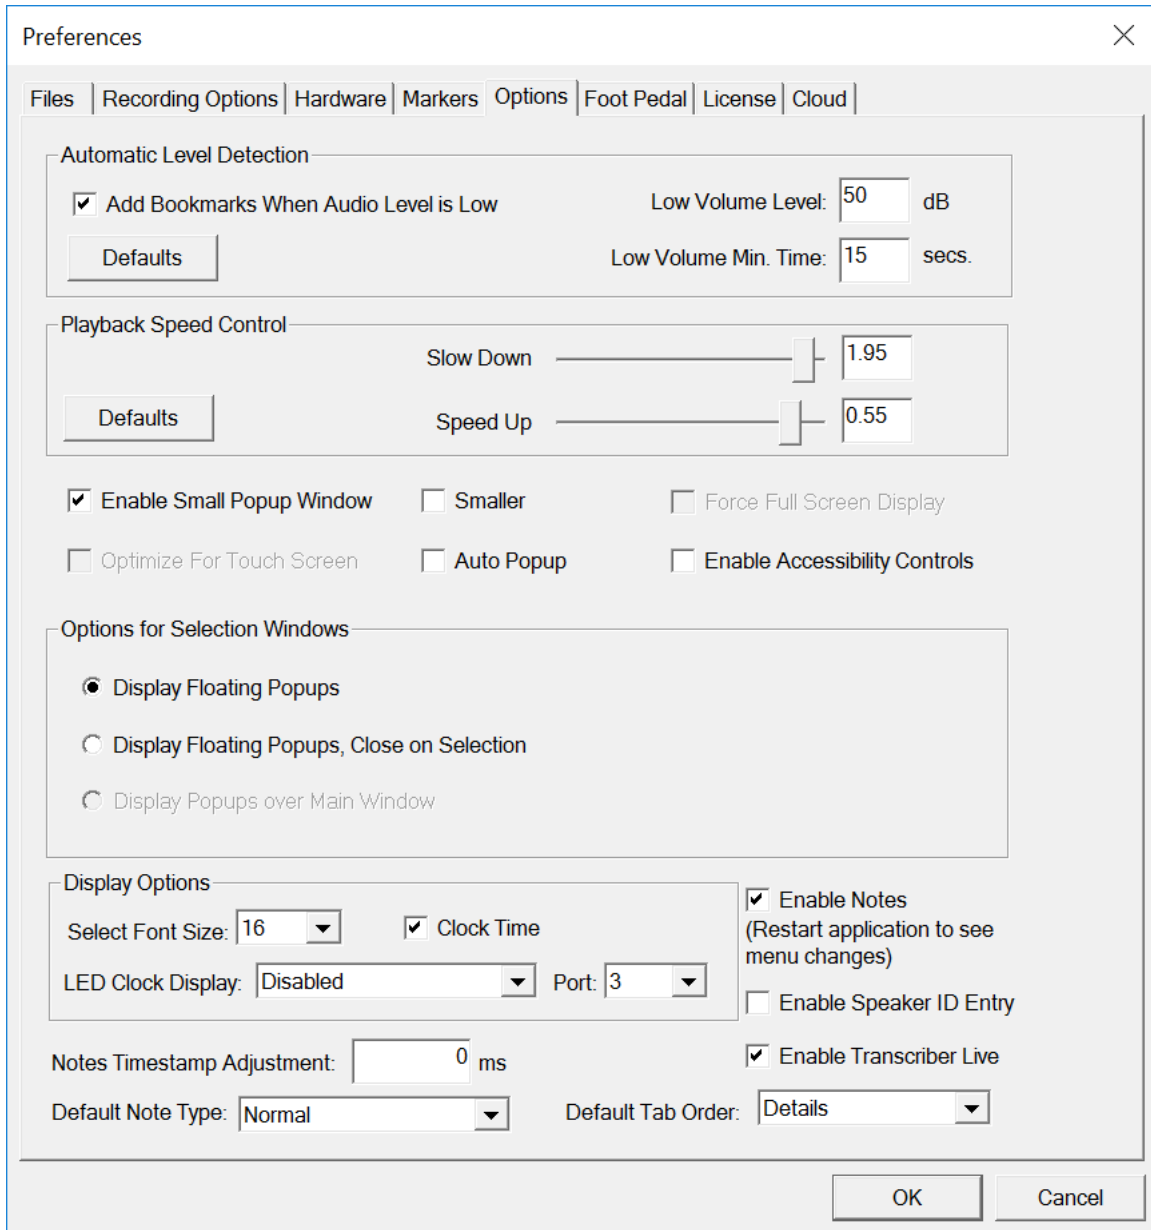 Preferences
Files Recording Options Hardware Markers Options Foot Pedal License Cloud
Automatic Level Detection
Add Bookmarks When Audio Level is Low Low Volume Level: 50 dB
Defaults Low Volume Min. Time: 15 secs.
Playback Speed Control
Slow Down 1.95
Defaults Speed Up 0.55
Enable Small Popup Window Smaller Force Full Screen Display
Optimize For Touch Screen Auto Popup Enable Accessibility Controls
Options for Selection Windows
Display Floating Popups
Display Floating Popups, Close on Selection
Display Popups over Main Window
Display Options
Select Font Size: 16 Clock Time
LED Clock Display: Disabled Port: 3
Enable Notes
(Restart application to see
menu changes)
Enable Speaker ID Entry
Notes Timestamp Adjustment: 0 ms
Enable Transcriber Live
Default Note Type: Normal Default Tab Order: Details
OK Cancel